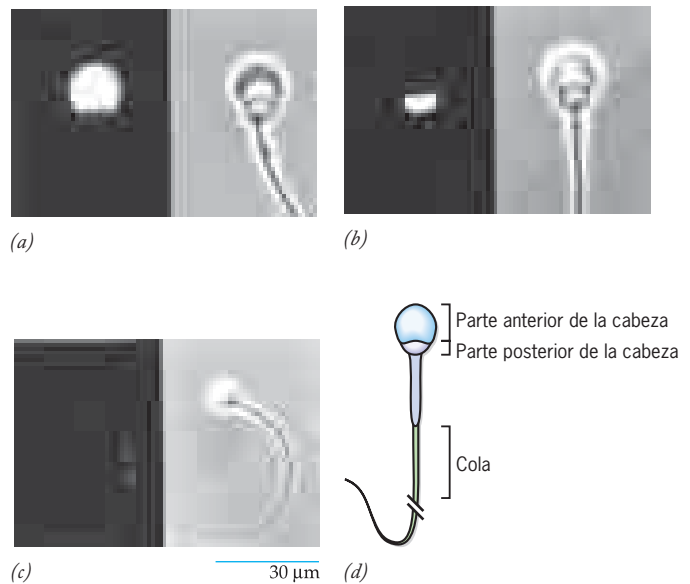 (a)
(b)
Parte anterior de la cabeza
Parte posterior de la cabeza
Cola
(c)
30 µm
(d)